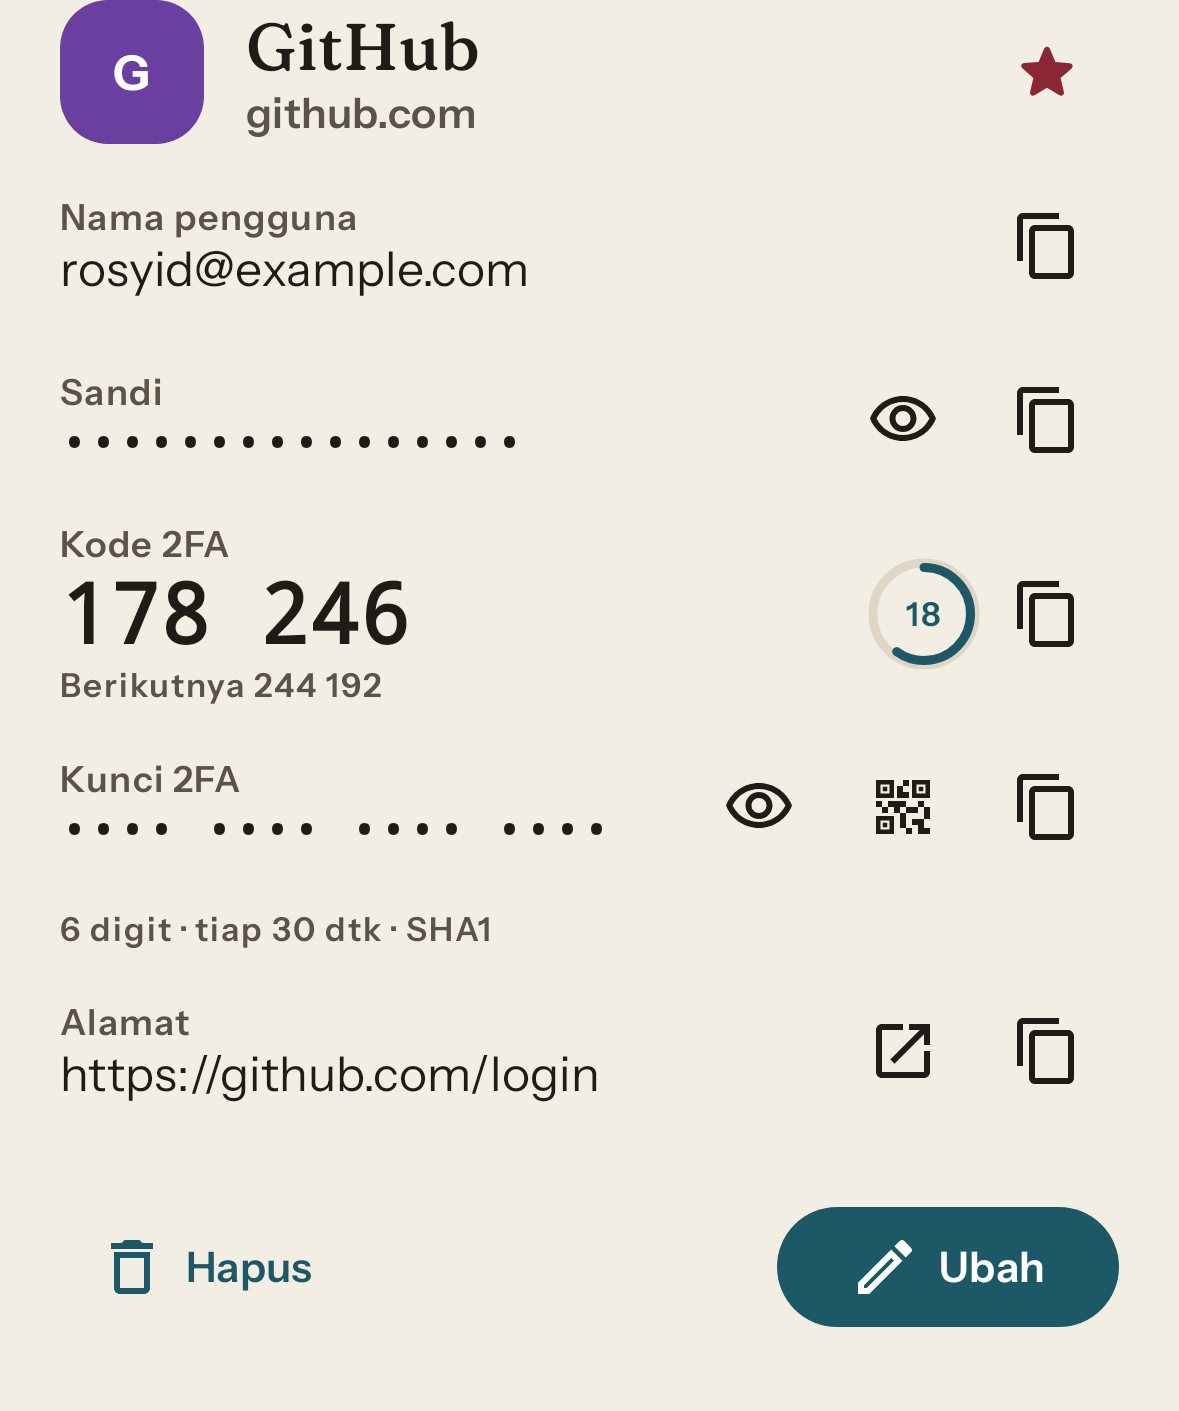 G
GitHub
github.com
Nama pengguna
rosyid@example.com
Sandi
••••••••••••••••
Kode 2FA
178 246
18
Berikutnya 244 192
Kunci 2FA
•••• •••• •••• ••••
6 digit · tiap 30 dtk · SHA1
Alamat
https://github.com/login
Hapus
Ubah